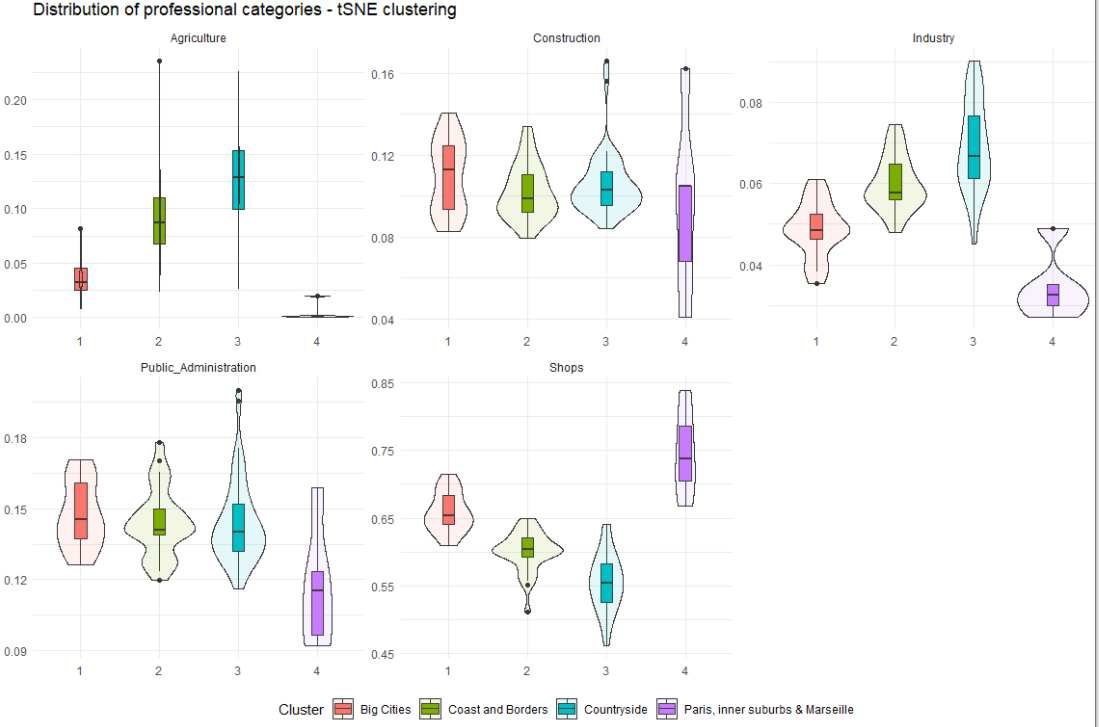 Distribution of professional categories - tSNE clustering
Agriculture
Construction
Industry
0.20
0.15
0.10
0.05
0.00
0.16
0.12
0.08
0.04
0.08
0.06
0.04
1 2 3 4
1 2 3 4
1 2 3 4
Public_Administration
Shops
0.18
0.15
0.12
0.09
0.85
0.75
0.65
0.55
0.45
1 2 3 4
1 2 3 4
Cluster Big Cities Coast and Borders Countryside Paris, inner suburbs & Marseille